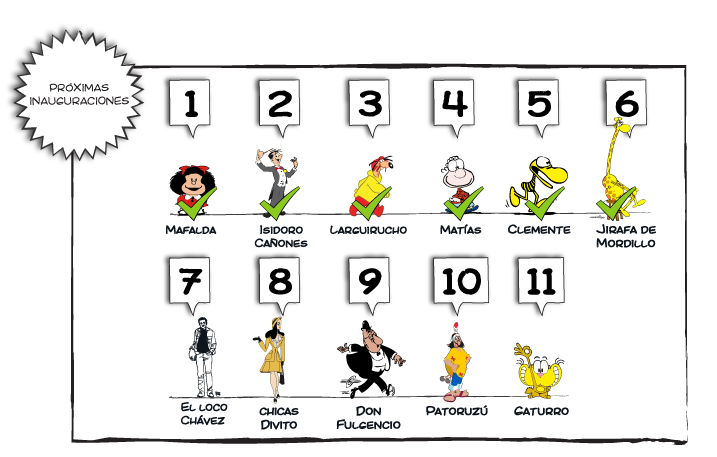 PRÓXIMAS
INAUGURACIONES
1 2 3 4 5 6
MAFALDA
ISIDORO
CAÑONES
LARGUIRUCHO
MATÍAS
CLEMENTE
JIRAFA DE
MORDILLO
7 8 9 10 11
EL LOCO
CHÁVEZ
CHICAS
DIVITO
DON
FULGENCIO
PATORUZÚ
GATURRO